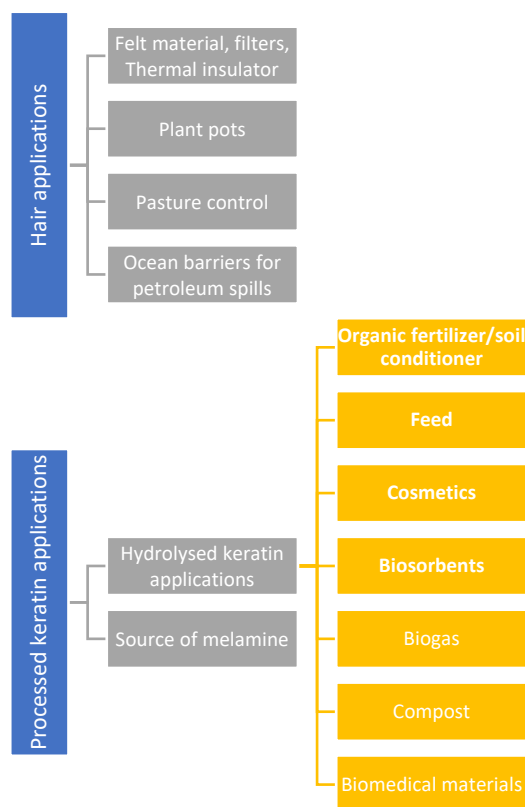 Hair applications
Felt material, filters,
Thermal insulator
Plant pots
Pasture control
Ocean barriers for
petroleum spills
Processed keratin applications
Hydrolysed keratin
applications
Source of melamine
Organic fertilizer/soil
conditioner
Feed
Cosmetics
Biosorbents
Biogas
Compost
Biomedical materials